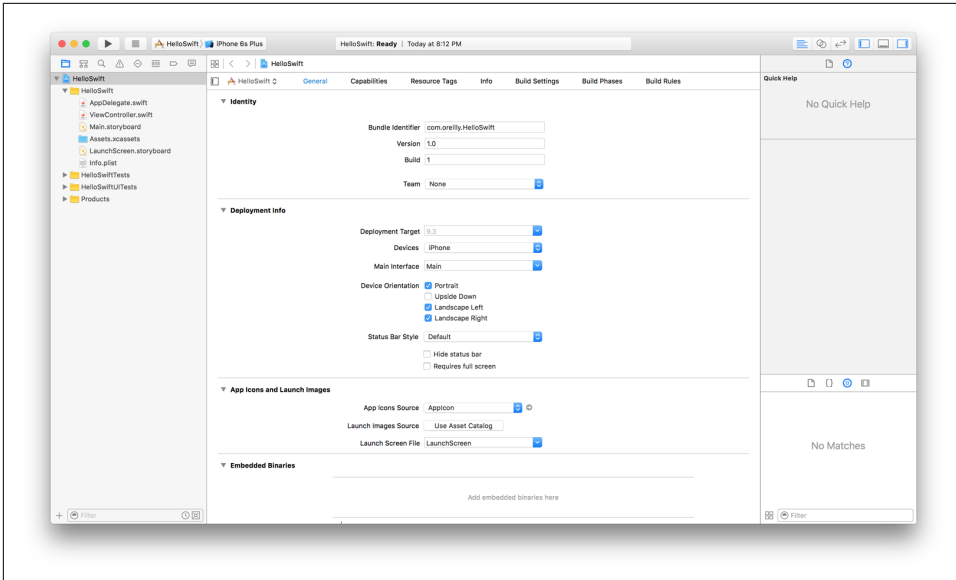 HelloSwift iPhone 6s Plus HelloSwift: Ready | Today at 8:12 PM
HelloSwift
HelloSwift
HelloSwift
AppDelegate.swift
ViewController.swift
Main.storyboard
Assets.xcassets
LaunchScreen.storyboard
Info.plist
HelloSwiftTests
HelloSwiftUITests
Products
Filter
HelloSwift General Capabilities Resource Tags Info Build Settings Build Phases Build Rules
Identity
Bundle Identifier com.oreilly.HelloSwift
Version 1.0
Build 1
Team None
Deployment Info
Deployment Target 9.3
Devices iPhone
Main Interface Main
Device Orientation Portrait
Upside Down
Landscape Left
Landscape Right
Status Bar Style Default
Hide status bar
Requires full screen
App Icons and Launch Images
App Icons Source AppIcon
Launch Images Source Use Asset Catalog
Launch Screen File LaunchScreen
Embedded Binaries
Add embedded binaries here
Quick Help
No Quick Help
No Matches
Filter